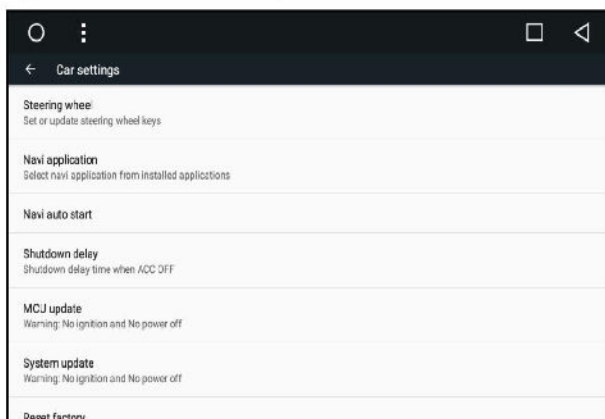 Car settings
Steering wheel
Set or update steering wheel keys
Navi application
Select navi application from installed applications
Navi auto start
Shutdown delay
Shutdown delay time when ACC OFF
MCU update
Warning: No ignition and No power off
System update
Warning: No ignition and No power off
Reset factory